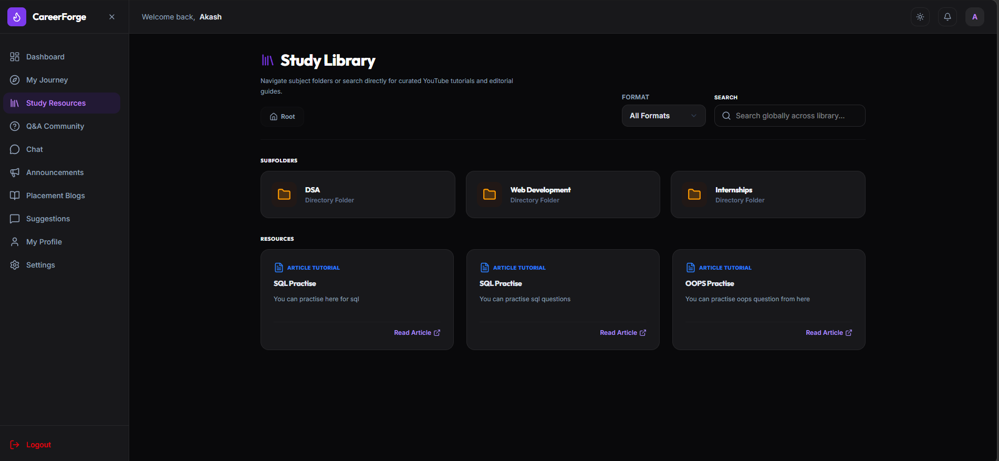 CareerForge
Welcome back, Akash
A
Dashboard
My Journey
Study Resources
Q&A Community
Chat
Announcements
Placement Blogs
Suggestions
My Profile
Settings
Logout
Study Library
Navigate subject folders or search directly for curated YouTube tutorials and editorial
guides.
Root
FORMAT
All Formats
SEARCH
Search globally across library...
SUBFOLDERS
DSA
Directory Folder
Web Development
Directory Folder
Internships
Directory Folder
RESOURCES
ARTICLE TUTORIAL
SQL Practise
You can practise here for sql
Read Article
ARTICLE TUTORIAL
SQL Practise
You can practise sql questions
Read Article
ARTICLE TUTORIAL
OOPS Practise
You can practise oops question from here
Read Article